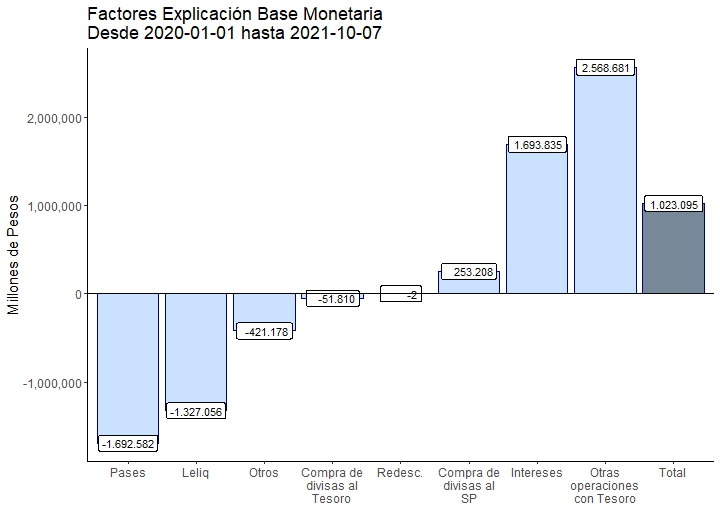 Factores Explicación Base Monetaria
Desde 2020-01-01 hasta 2021-10-07
Millones de Pesos
2,000,000
1,000,000
0
-1,000,000
-1.692.582
-1.327.056
-421.178
-51.810
-2
253.208
1.693.835
2.568.681
1.023.095
Pases
Leliq
Otros
Compra de
divisas al
Tesoro
Redesc.
Compra de
divisas al
SP
Intereses
Otras
operaciones
con Tesoro
Total